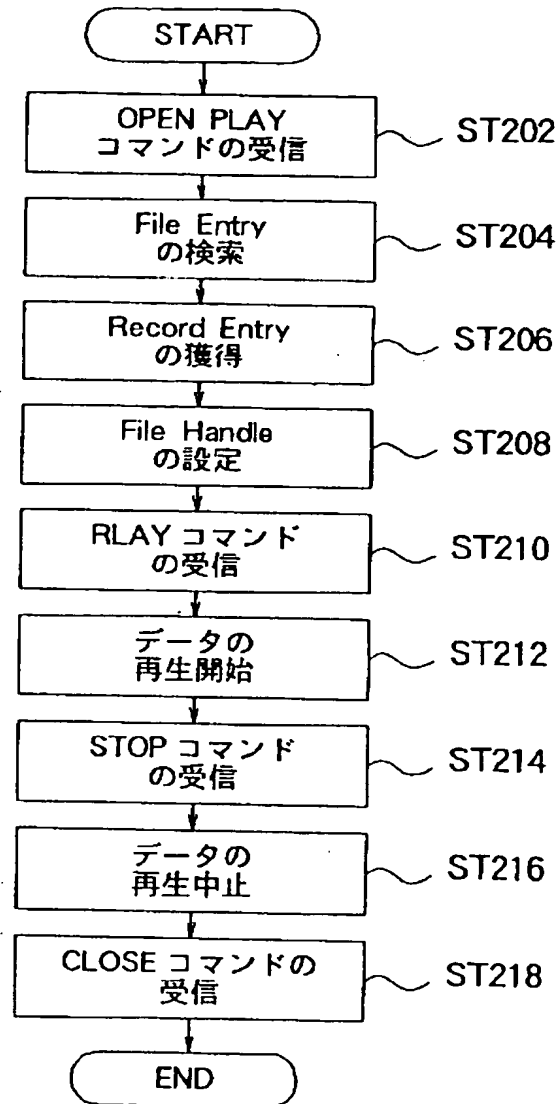 START
OPEN PLAY
コマンドの受信
ST202
File Entry
の検索
ST204
Record Entry
の獲得
ST206
File Handle
の設定
ST208
RLAY コマンド
の受信
ST210
データの
再生開始
ST212
STOP コマンド
の受信
ST214
データの
再生中止
ST216
CLOSE コマンドの
受信
ST218
END